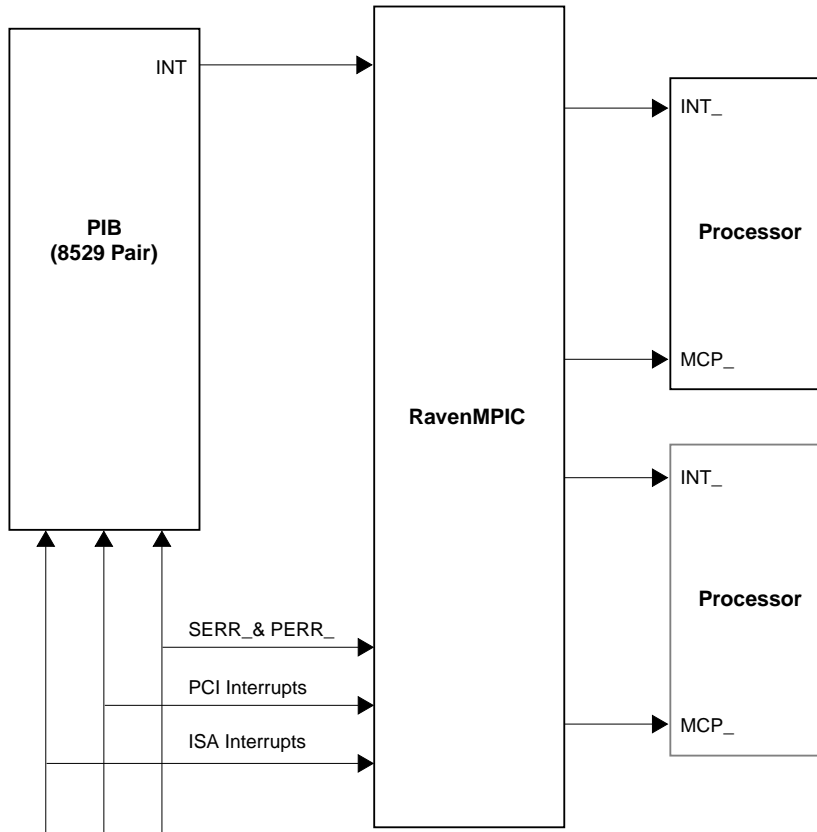 INT
PIB
(8529 Pair)
SERR_& PERR_
PCI Interrupts
ISA Interrupts
RavenMPIC
INT_
Processor
MCP_
INT_
Processor
MCP_